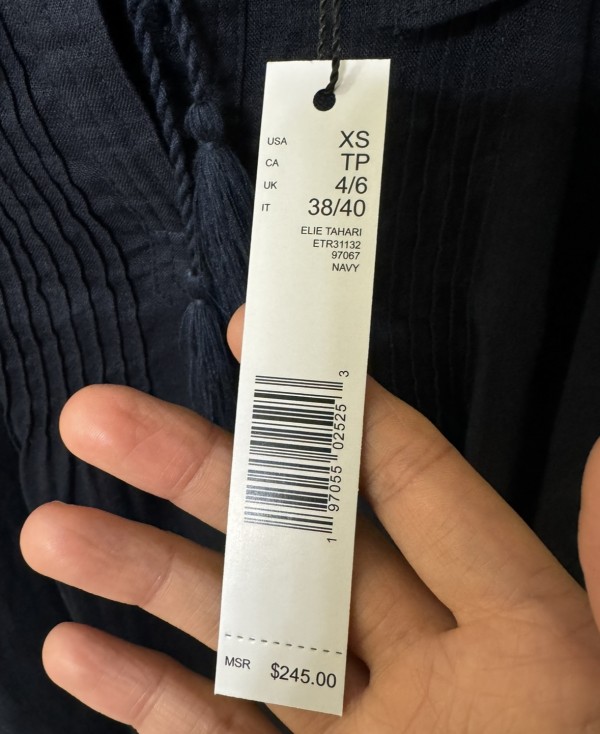 USA XS
CA TP
UK 4/6
IT 38/40
ELIE TAHARI
ETR31132
97067
NAVY
1 97055 02525 3
MSR $245.00